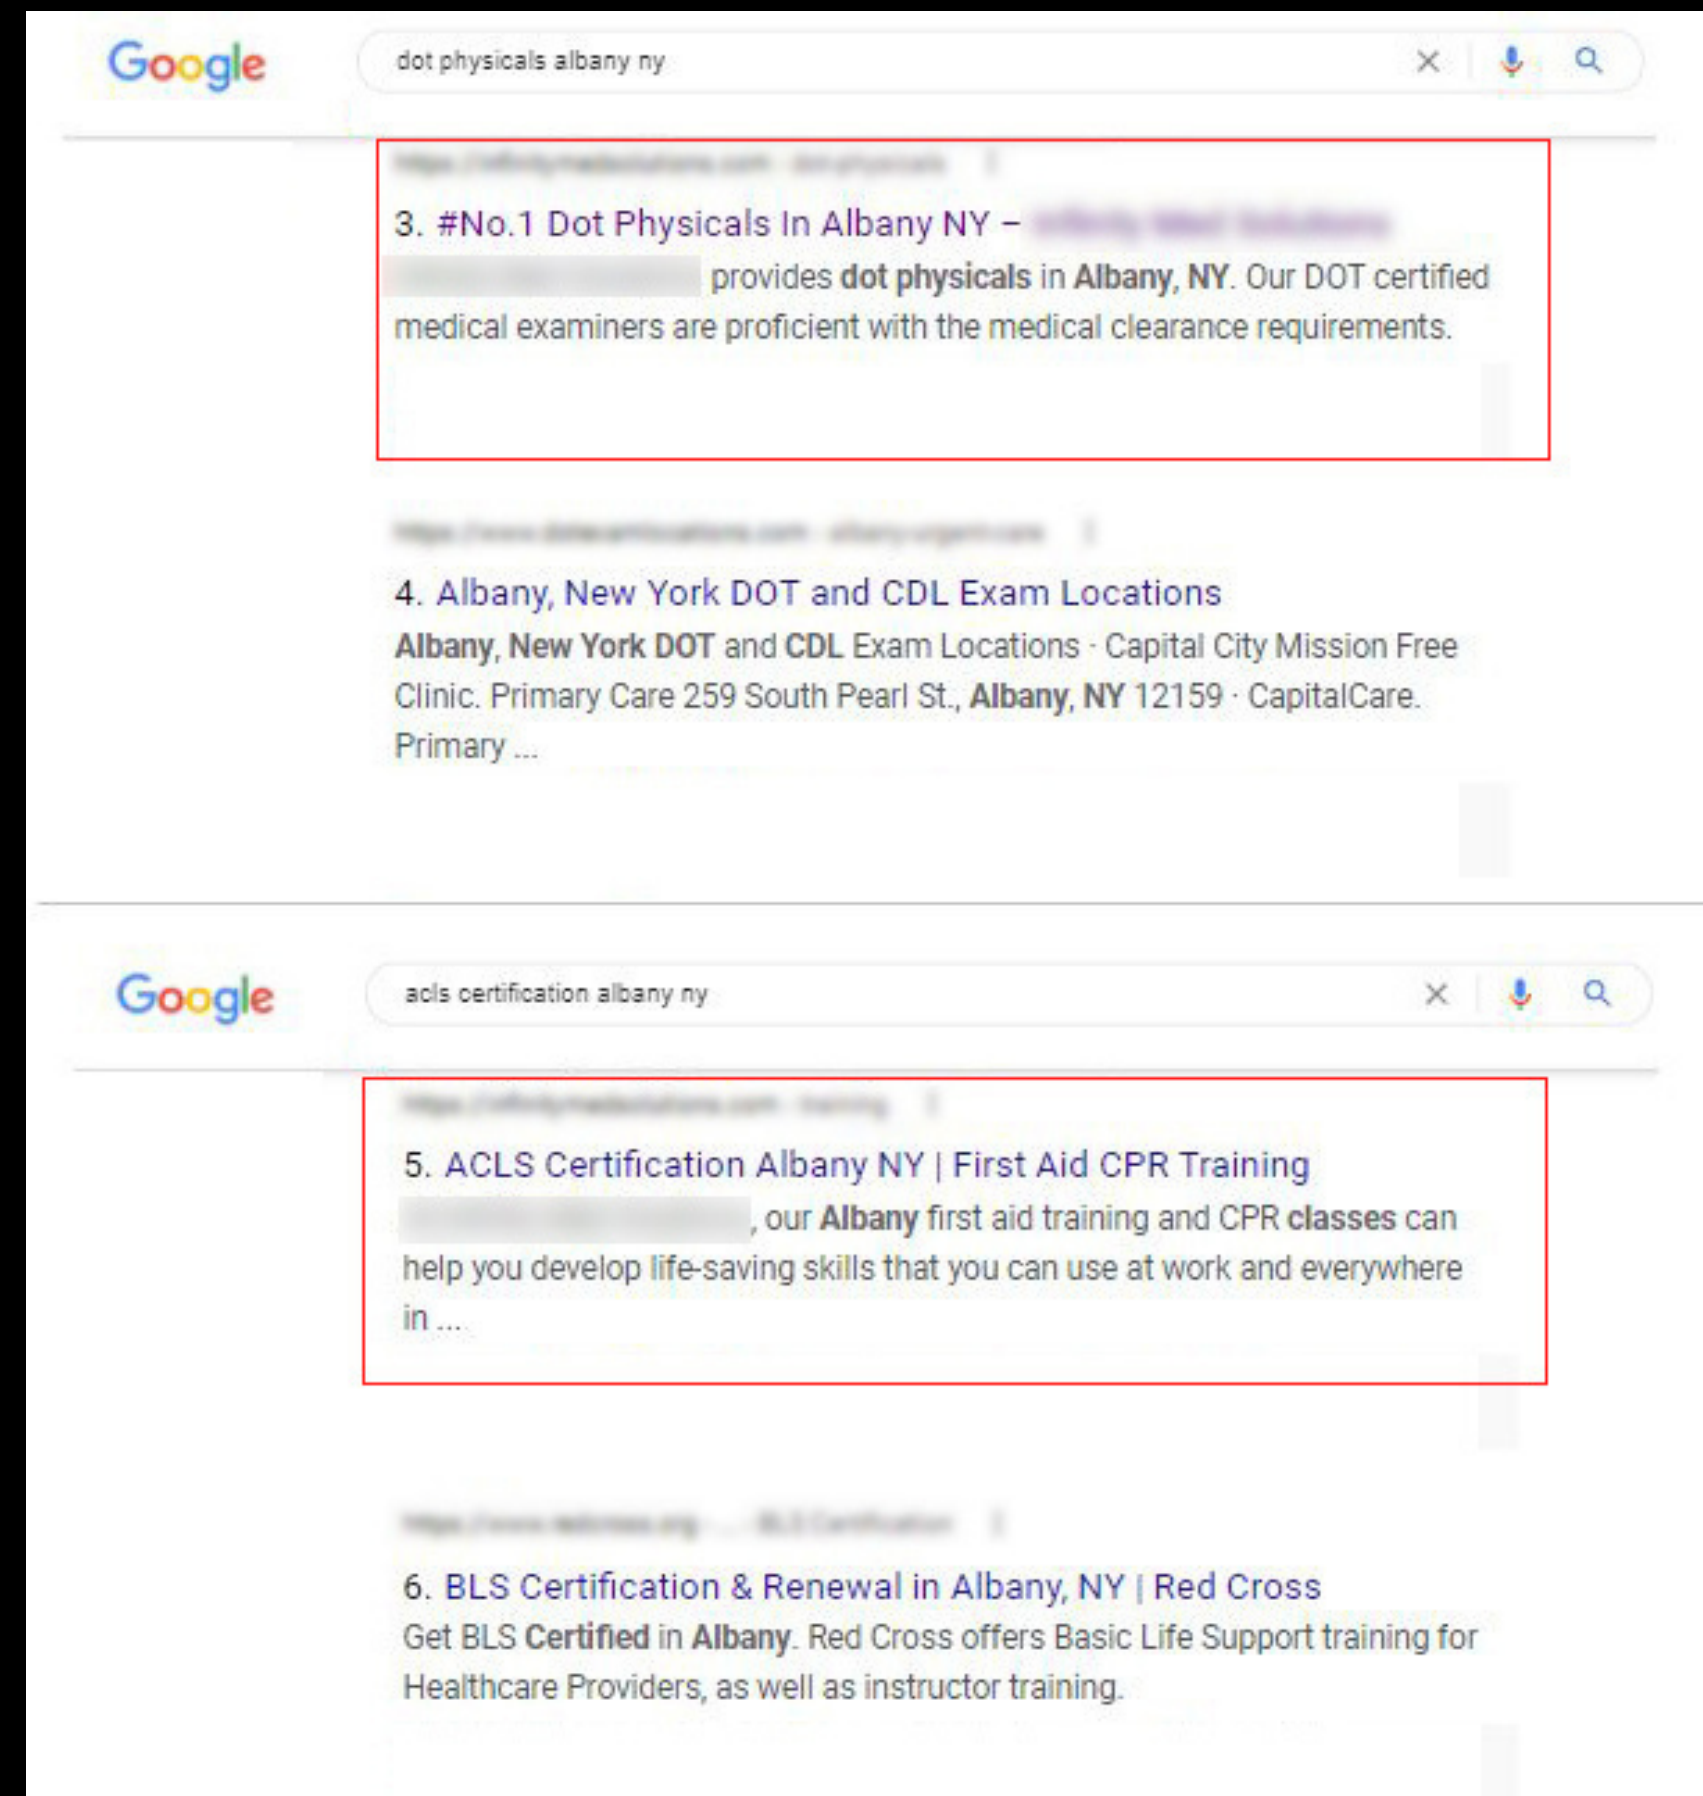 Google
dot physicals albany ny
3. #No.1 Dot Physicals In Albany NY –
provides dot physicals in Albany, NY. Our DOT certified
medical examiners are proficient with the medical clearance requirements.
4. Albany, New York DOT and CDL Exam Locations
Albany, New York DOT and CDL Exam Locations · Capital City Mission Free
Clinic. Primary Care 259 South Pearl St., Albany, NY 12159 · CapitalCare.
Primary ...
Google
acls certification albany ny
5. ACLS Certification Albany NY | First Aid CPR Training
, our Albany first aid training and CPR classes can
help you develop life-saving skills that you can use at work and everywhere
in ...
6. BLS Certification & Renewal in Albany, NY | Red Cross
Get BLS Certified in Albany. Red Cross offers Basic Life Support training for
Healthcare Providers, as well as instructor training.